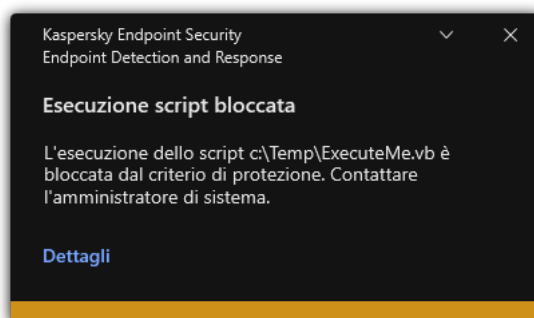 Kaspersky Endpoint Security
Endpoint Detection and Response
Esecuzione script bloccata
L'esecuzione dello script c:\Temp\ExecuteMe.vb è
bloccata dal criterio di protezione. Contattare
l'amministratore di sistema.
Dettagli